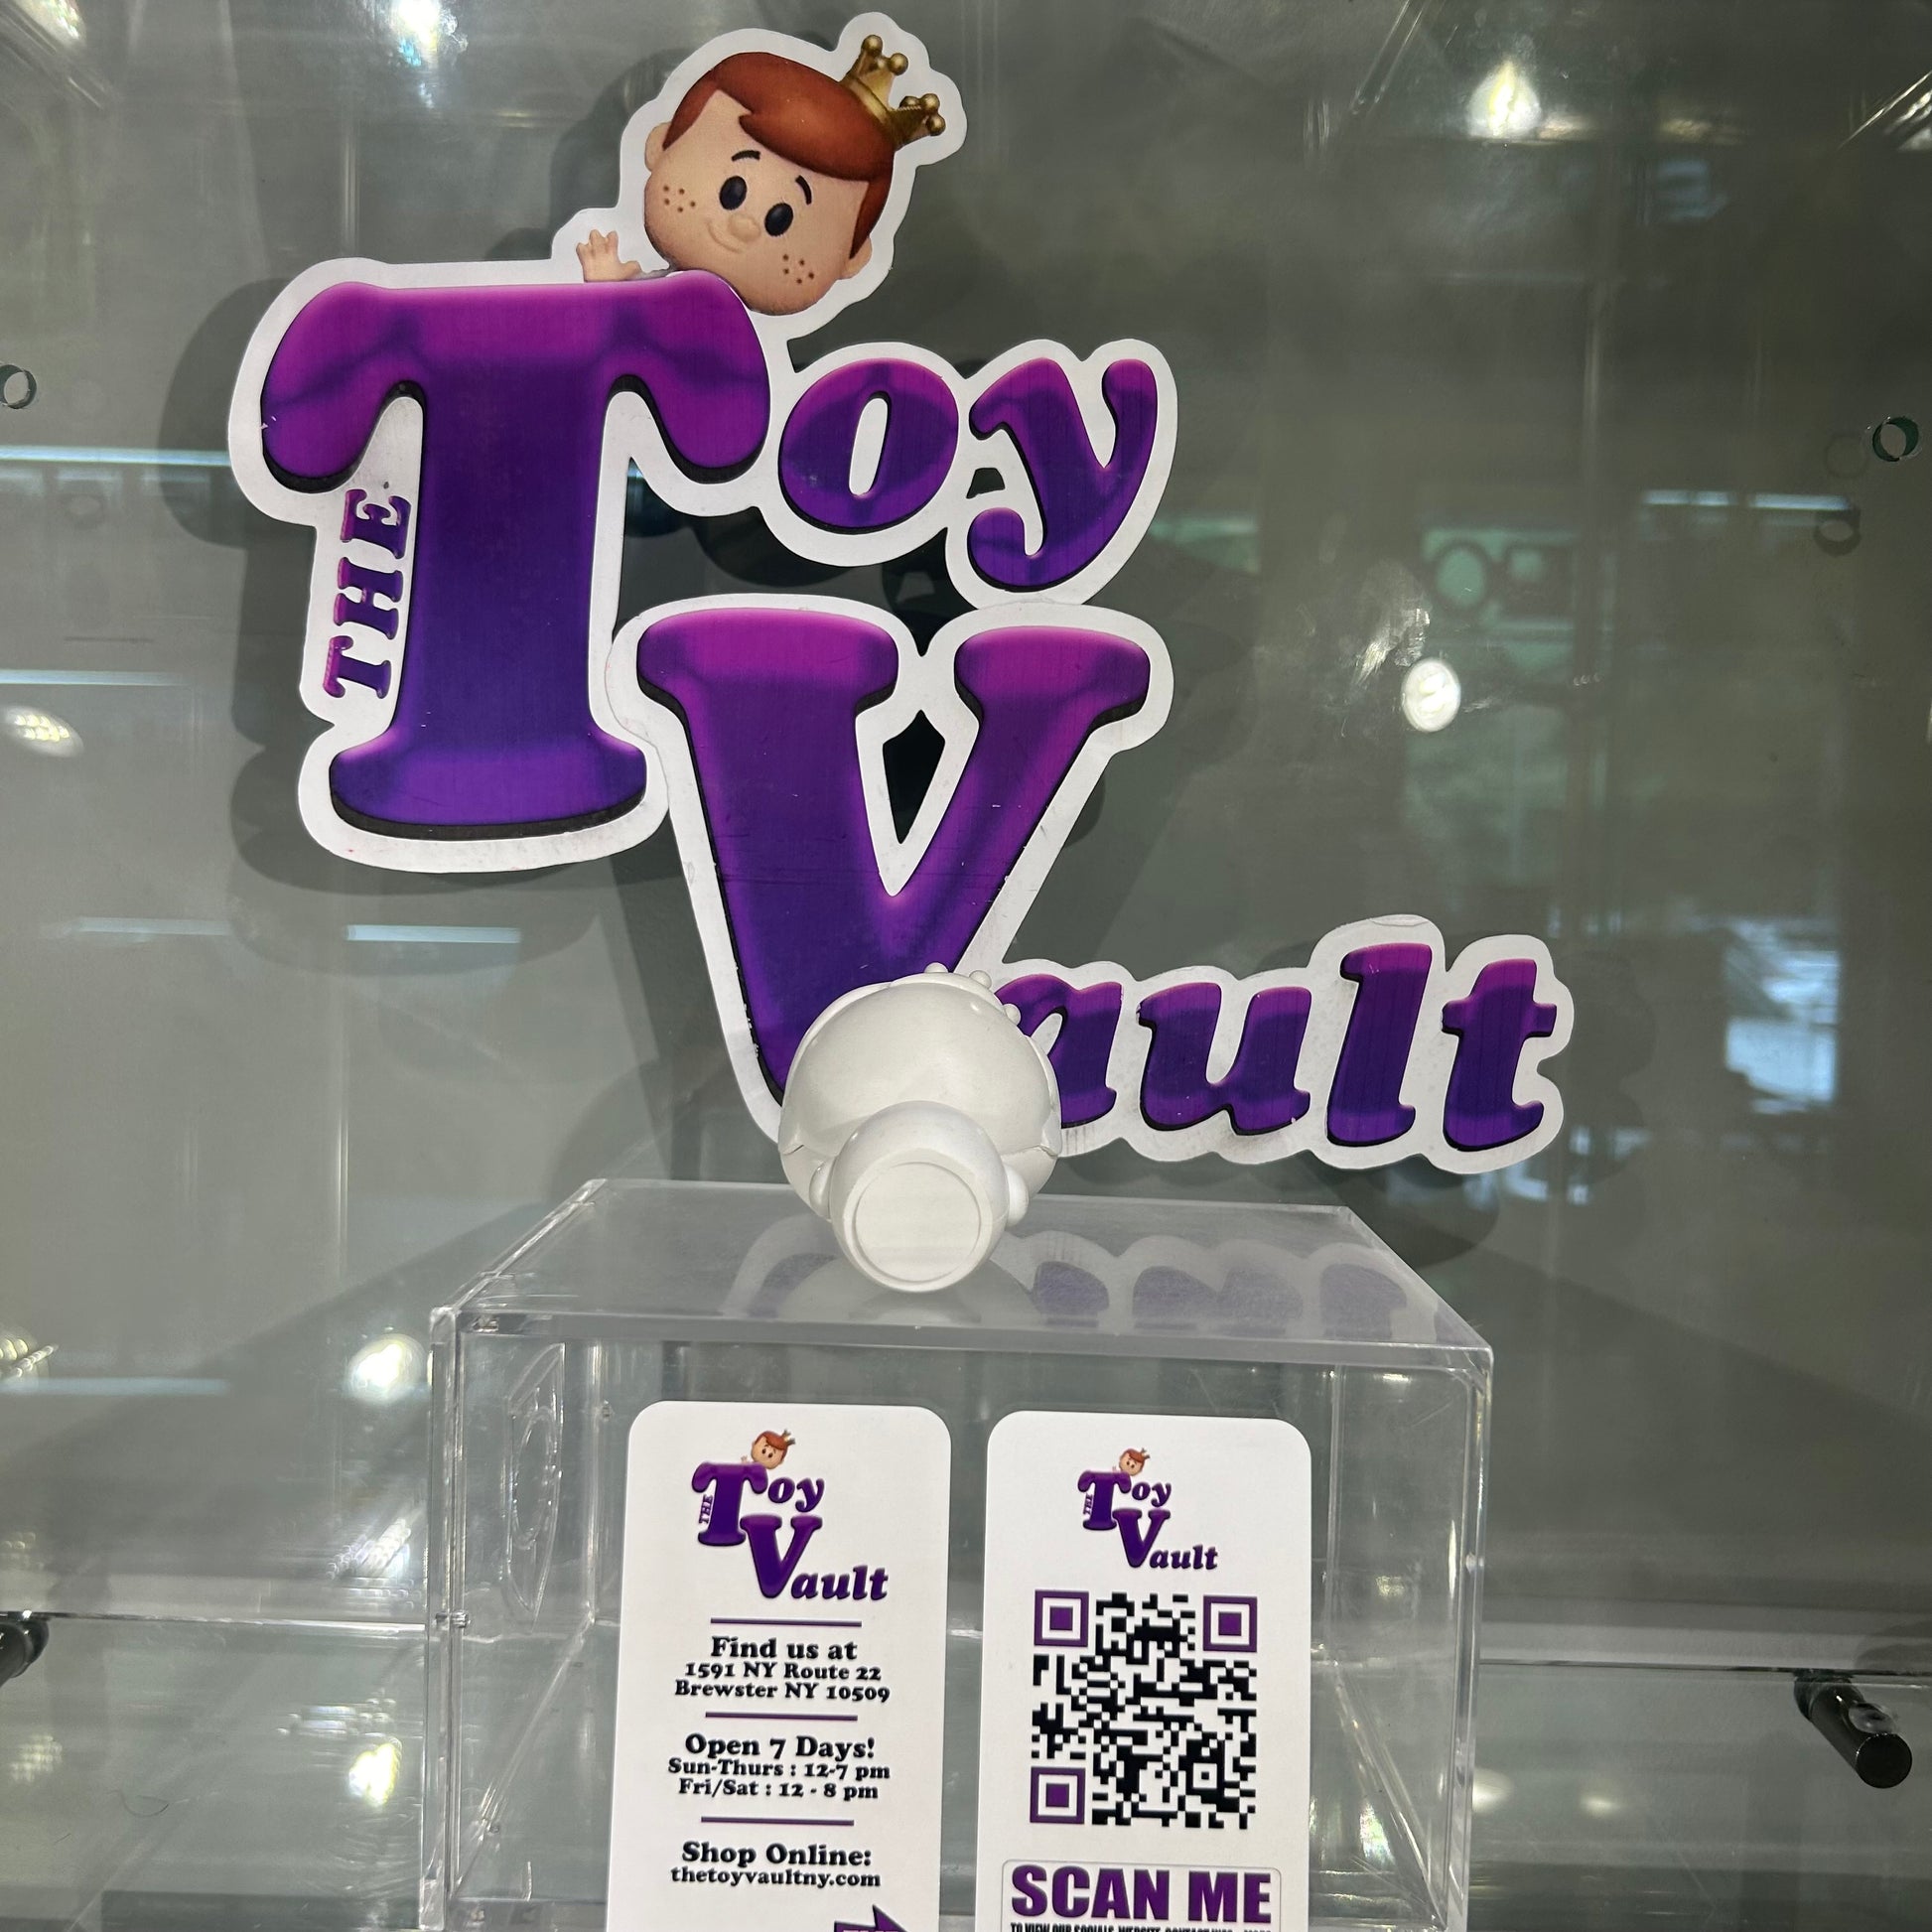 THE Toy
Vault
THE Toy
Vault
Find us at
1591 NY Route 22
Brewster NY 10509
Open 7 Days!
Sun-Thurs : 12-7 pm
Fri/Sat : 12 - 8 pm
Shop Online:
thetoyvaultny.com
THE Toy
Vault
SCAN ME